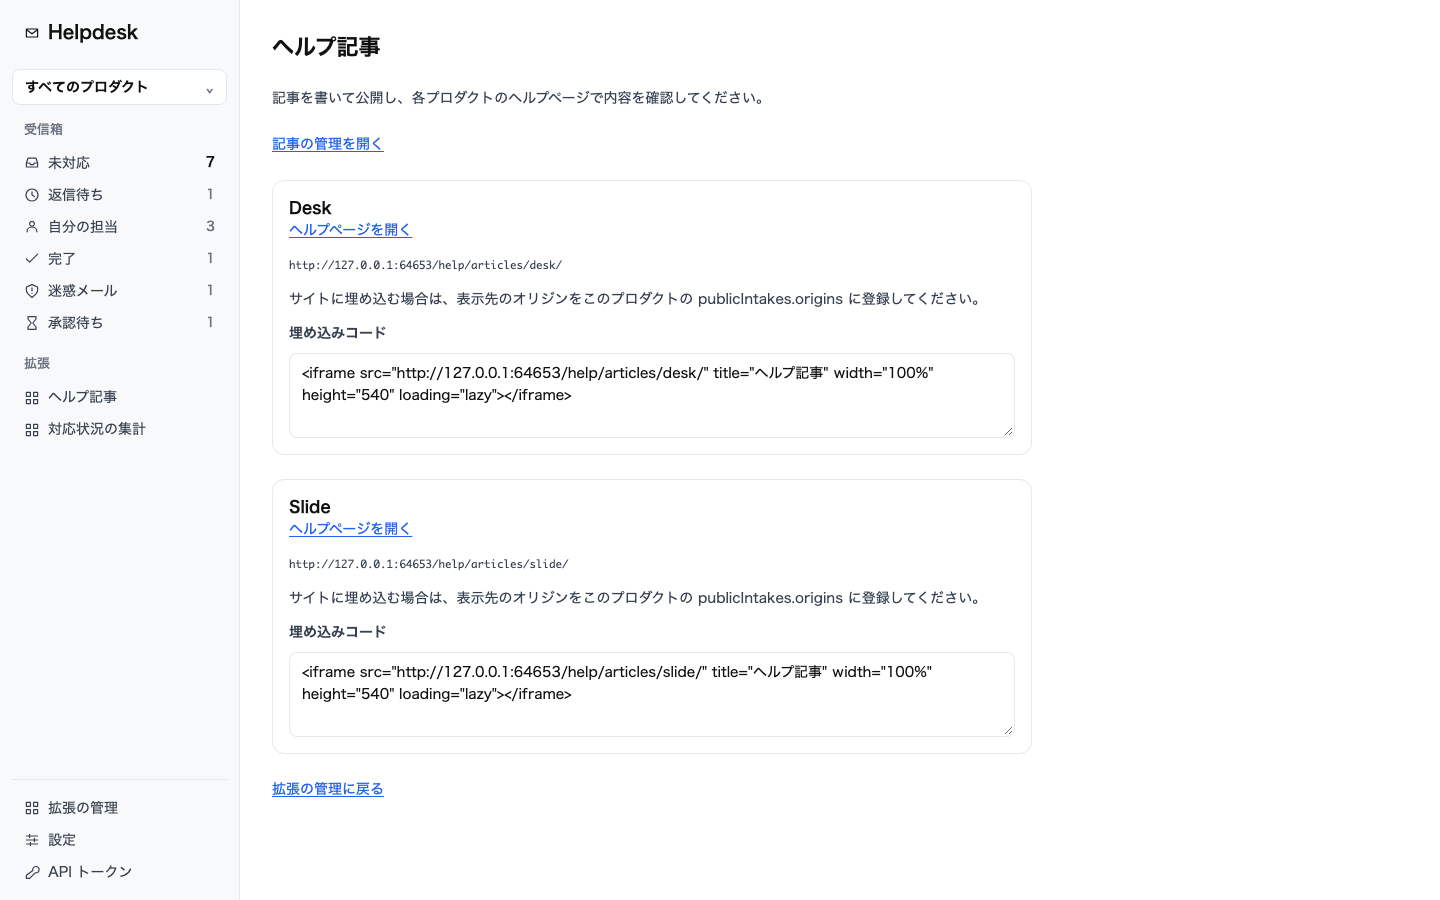 Helpdesk
すべてのプロダクト
受信箱
未対応 7
返信待ち 1
自分の担当 3
完了 1
迷惑メール 1
承認待ち 1
拡張
ヘルプ記事
対応状況の集計
拡張の管理
設定
API トークン
ヘルプ記事
記事を書いて公開し、各プロダクトのヘルプページで内容を確認してください。
記事の管理を開く
Desk
ヘルプページを開く
http://127.0.0.1:64653/help/articles/desk/
サイトに埋め込む場合は、表示先のオリジンをこのプロダクトの publicIntakes.origins に登録してください。
埋め込みコード
<iframe src="http://127.0.0.1:64653/help/articles/desk/" title="ヘルプ記事" width="100%"
height="540" loading="lazy"></iframe>
Slide
ヘルプページを開く
http://127.0.0.1:64653/help/articles/slide/
サイトに埋め込む場合は、表示先のオリジンをこのプロダクトの publicIntakes.origins に登録してください。
埋め込みコード
<iframe src="http://127.0.0.1:64653/help/articles/slide/" title="ヘルプ記事" width="100%"
height="540" loading="lazy"></iframe>
拡張の管理に戻る